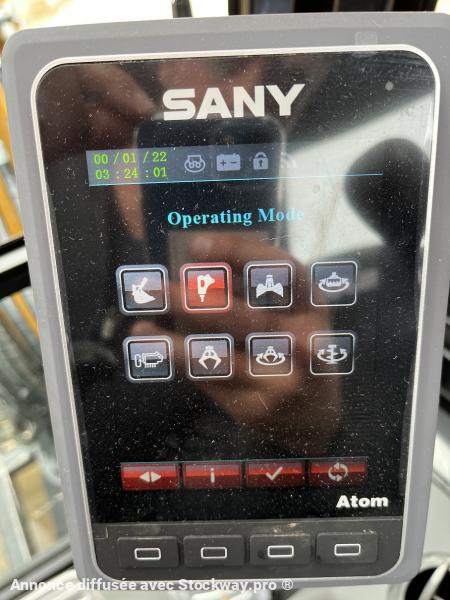 SANY
00 / 01 / 22
03 : 24 : 01
Operating Mode
Atom
Annonce diffusée avec Stockway.pro ®